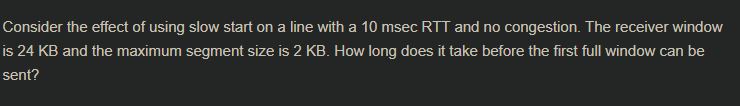 Consider the effect of using slow start on a line with a 10 msec RTT and no congestion. The receiver window
is 24 KB and the maximum segment size is 2 KB. How long does it take before the first full window can be
sent?